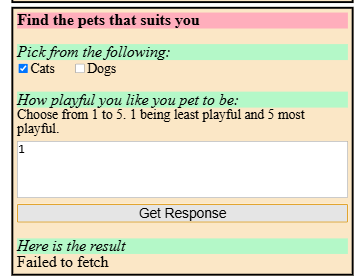 Find the pets that suits you
Pick from the following:
Cats Dogs
How playful you like you pet to be:
Choose from 1 to 5. 1 being least playful and 5 most
playful.
1
Get Response
Here is the result
Failed to fetch